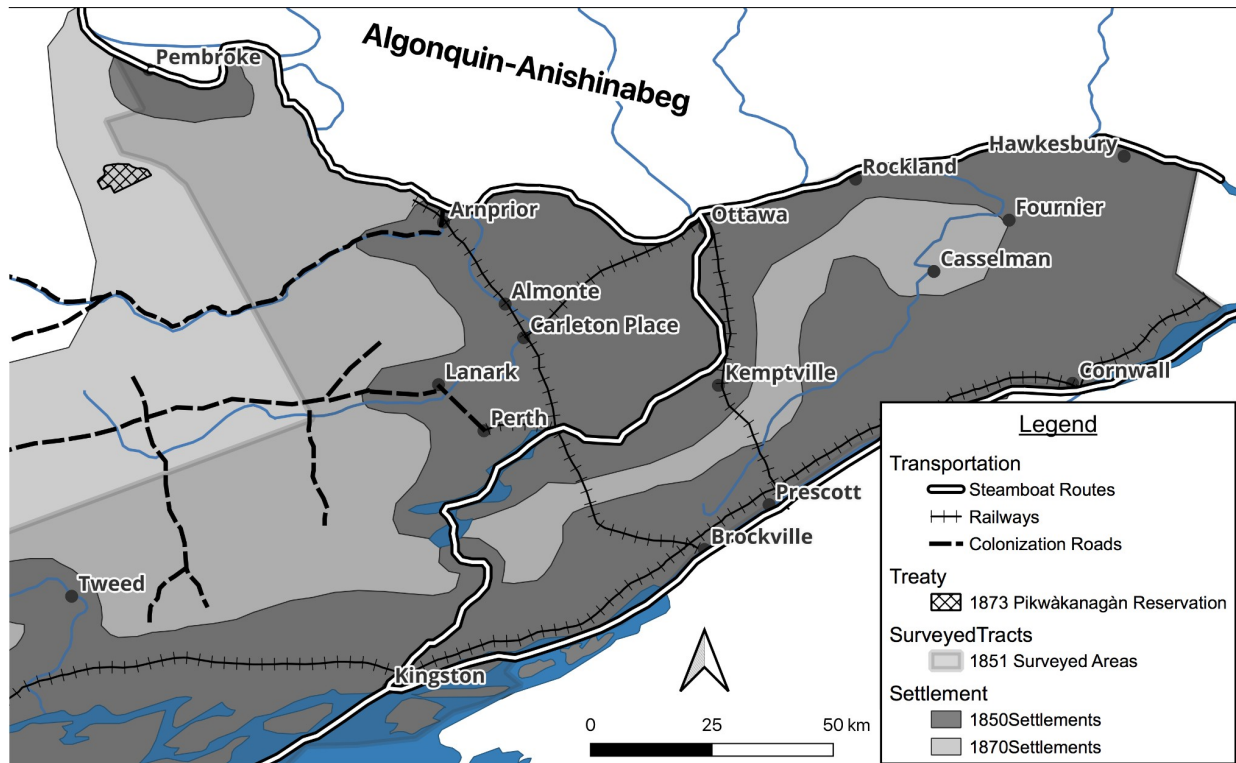 Algonquin-Anishinabeg
Pembroke
Hawkesbury
Rockland
Arnprior
Ottawa
Fournier
Casselman
Almonte
Carleton Place
Lanark
Kemptville
Cornwall
Perth
Prescott
Brockville
Tweed
Kingston
0 25 50 km
Legend
Transportation
Steamboat Routes
Railways
Colonization Roads
Treaty
1873 Pikwàkanagàn Reservation
SurveyedTracts
1851 Surveyed Areas
Settlement
1850Settlements
1870Settlements